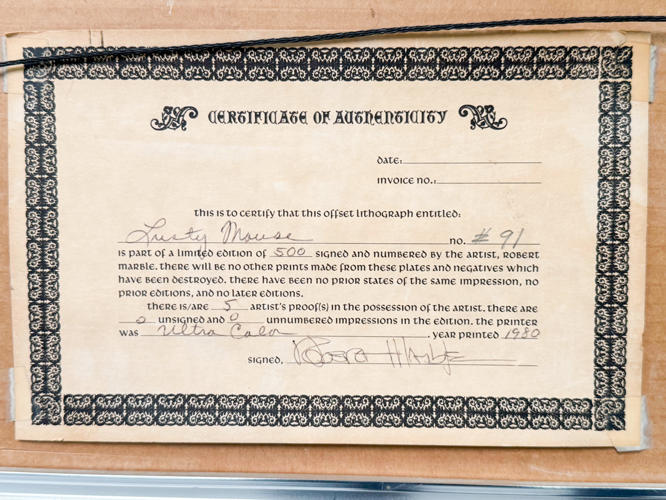 CERTIFICATE OF AUTHENTICITY
DATE:
INVOICE NO.:
THIS IS TO CERTIFY THAT THIS OFFSET LITHOGRAPH ENTITLED:
Lusty Mouse NO. # 91
IS PART OF A LIMITED EDITION OF 500 SIGNED AND NUMBERED BY THE ARTIST, ROBERT
MARBLE. THERE WILL BE NO OTHER PRINTS MADE FROM THESE PLATES AND NEGATIVES WHICH
HAVE BEEN DESTROYED. THERE HAVE BEEN NO PRIOR STATES OF THE SAME IMPRESSION, NO
PRIOR EDITIONS, AND NO LATER EDITIONS.
THERE IS/ARE 5 ARTIST'S PROOF(S) IN THE POSSESSION OF THE ARTIST. THERE ARE
0 UNSIGNED AND 0 UNNUMBERED IMPRESSIONS IN THE EDITION. THE PRINTER
WAS Ultra Color . YEAR PRINTED 1980
SIGNED,